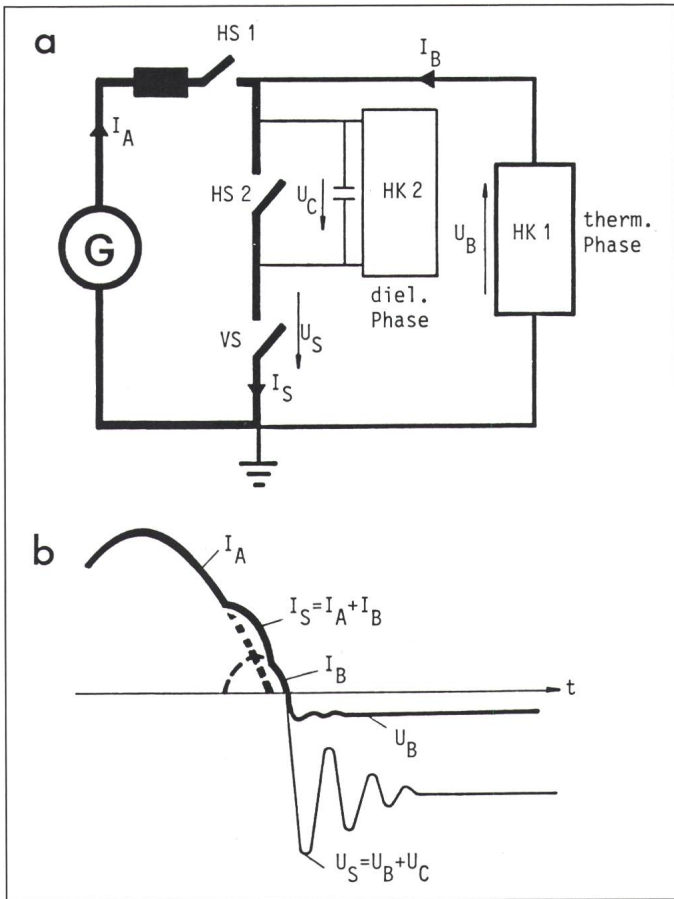 a
HS 1
I_B
I_A
HS 2
U_C
HK 2
U_B
HK 1
therm.
Phase
G
diel.
Phase
VS
U_S
I_S
b
I_A
I_S=I_A+I_B
I_B
t
U_B
U_S=U_B+U_C